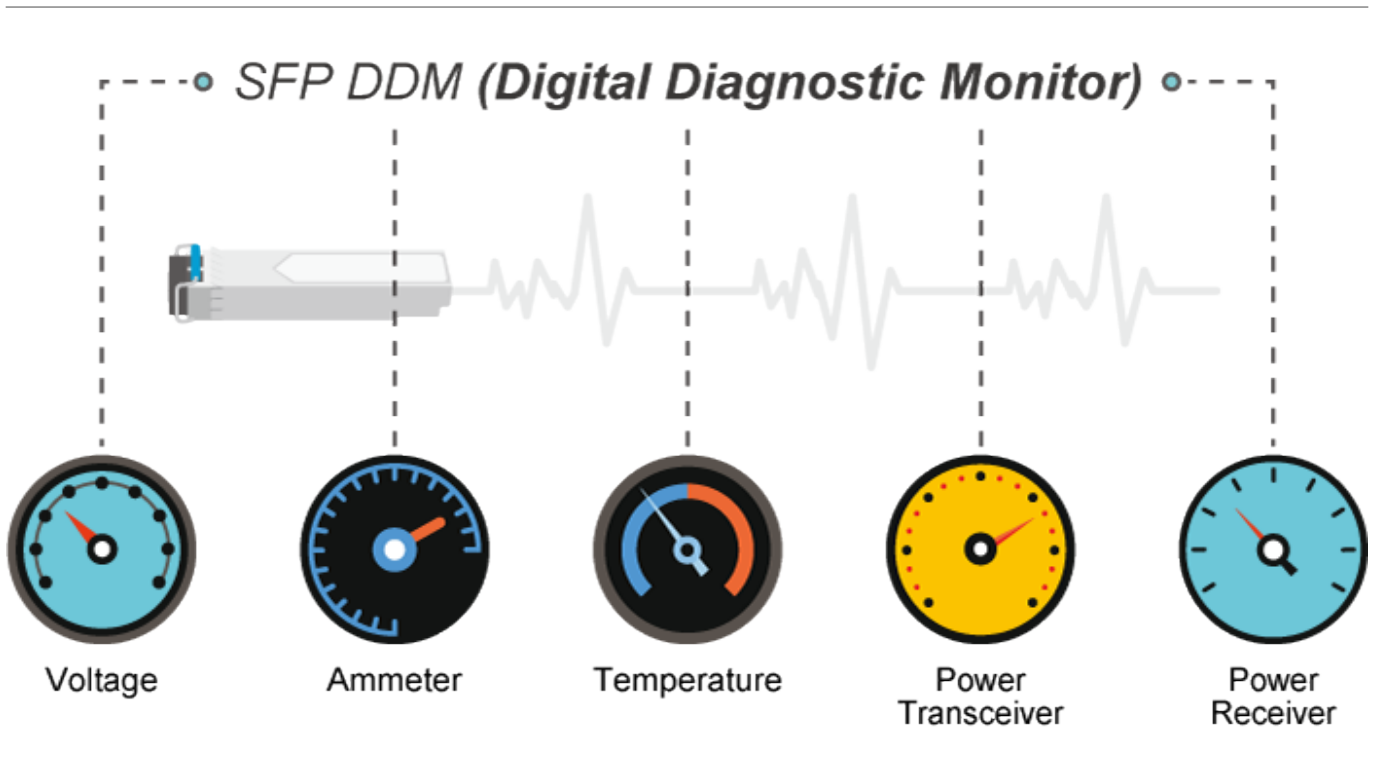 SFP DDM (Digital Diagnostic Monitor)
Voltage
Ammeter
Temperature
Power
Transceiver
Power
Receiver